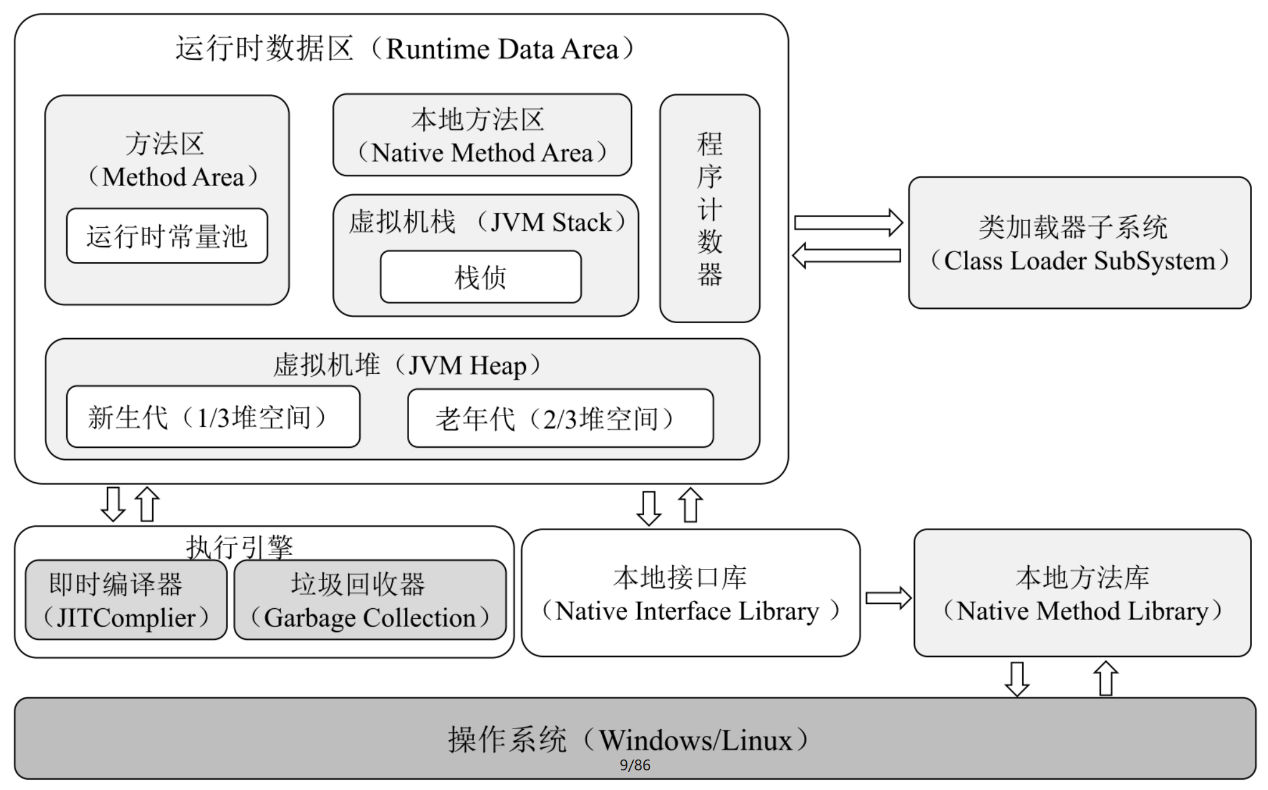 运行时数据区（Runtime Data Area）
方法区
（Method Area）
运行时常量池
本地方法区
（Native Method Area）
虚拟机栈 （JVM Stack）
栈侦
程
序
计
数
器
虚拟机堆（JVM Heap）
新生代（1/3堆空间）
老年代（2/3堆空间）
类加载器子系统
（Class Loader SubSystem）
执行引擎
即时编译器
（JITComplier）
垃圾回收器
（Garbage Collection）
本地接口库
（Native Interface Library ）
本地方法库
（Native Method Library）
操作系统（Windows/Linux）
9/86